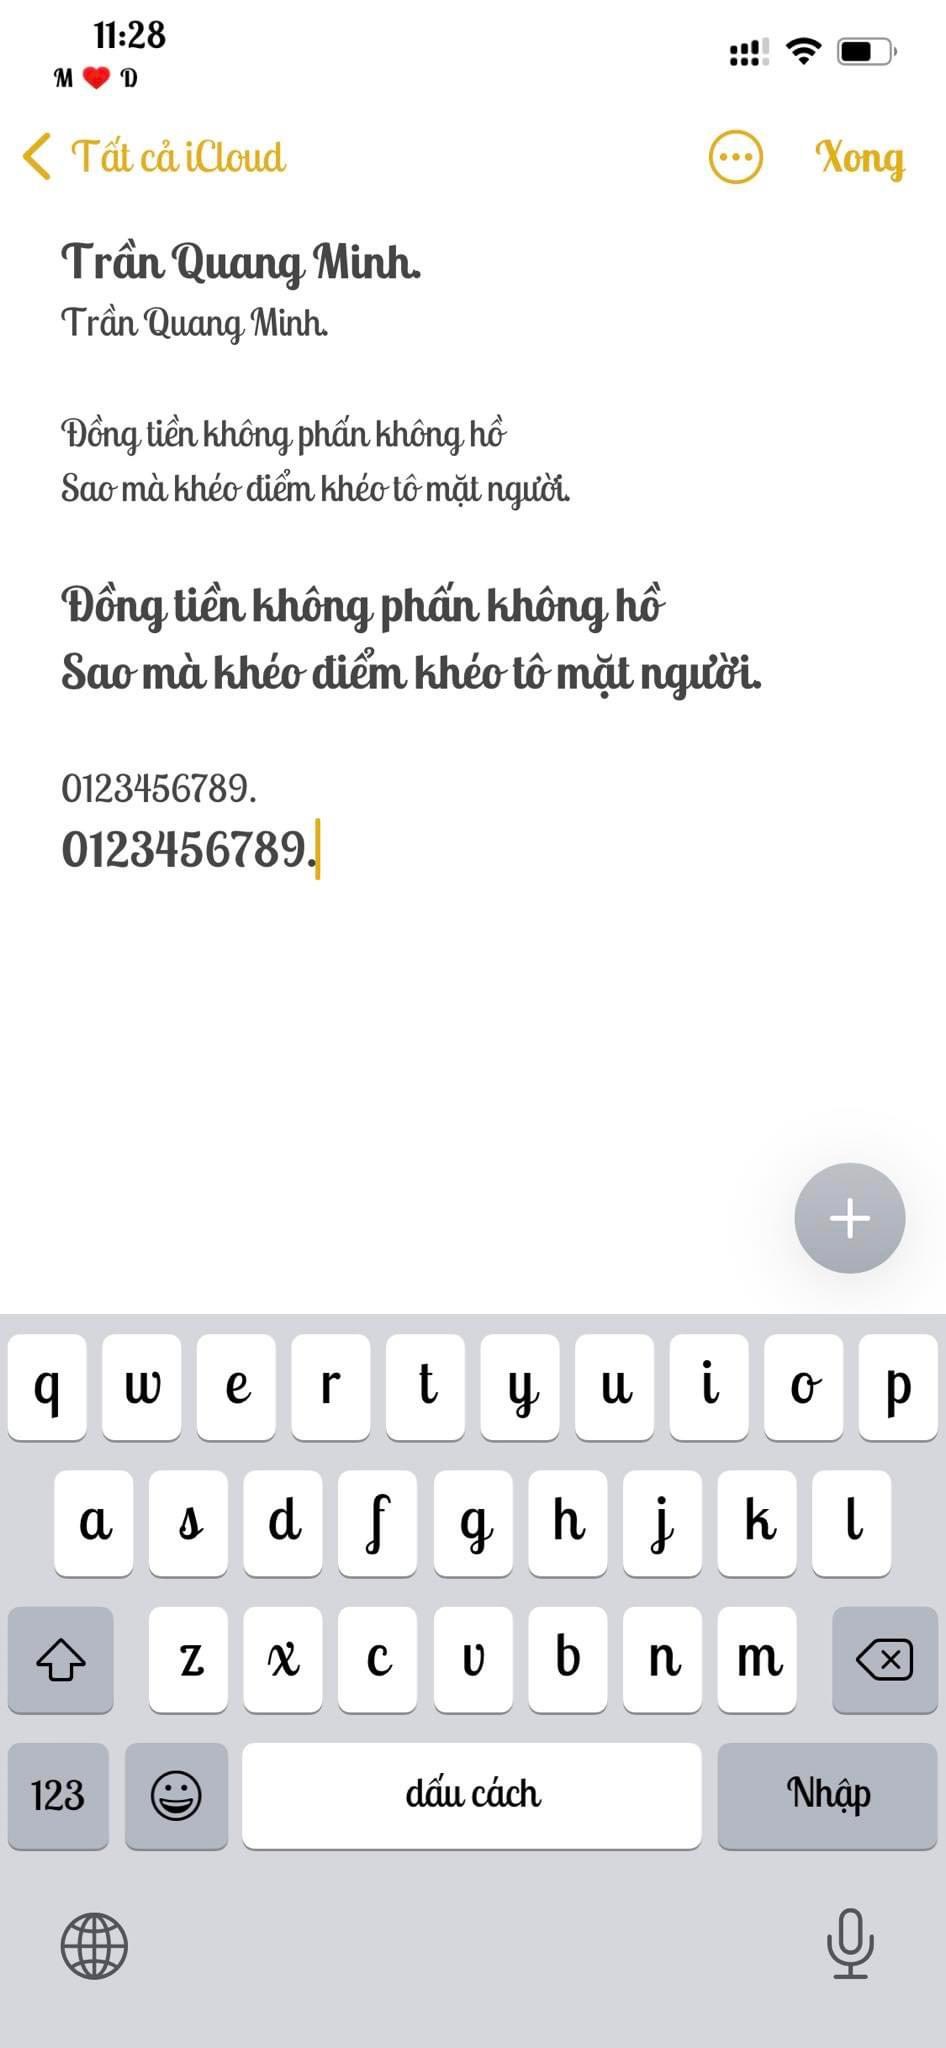 11:28
M ❤️ D
Tất cả iCloud
Xong
Trần Quang Minh.
Trần Quang Minh.
Đồng tiền không phấn không hồ
Sao mà khéo điểm khéo tô mặt người.
Đồng tiền không phấn không hồ
Sao mà khéo điểm khéo tô mặt người.
0123456789.
0123456789.
q w e r t y u i o p
a s d f g h j k l
z x c v b n m
123 dấu cách Nhập